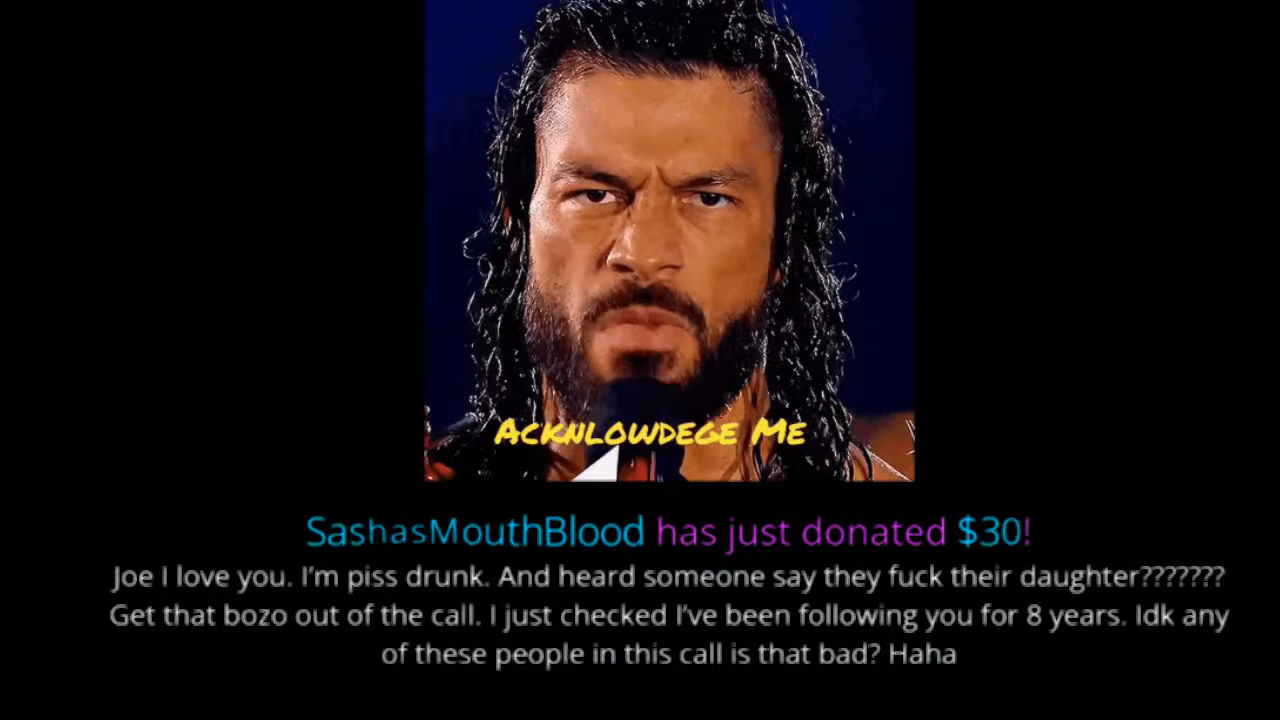 Acknlowdege Me
SashasMouthBlood has just donated $30!
Joe I love you. I'm piss drunk. And heard someone say they fuck their daughter???????
Get that bozo out of the call. I just checked I've been following you for 8 years. Idk any
of these people in this call is that bad? Haha